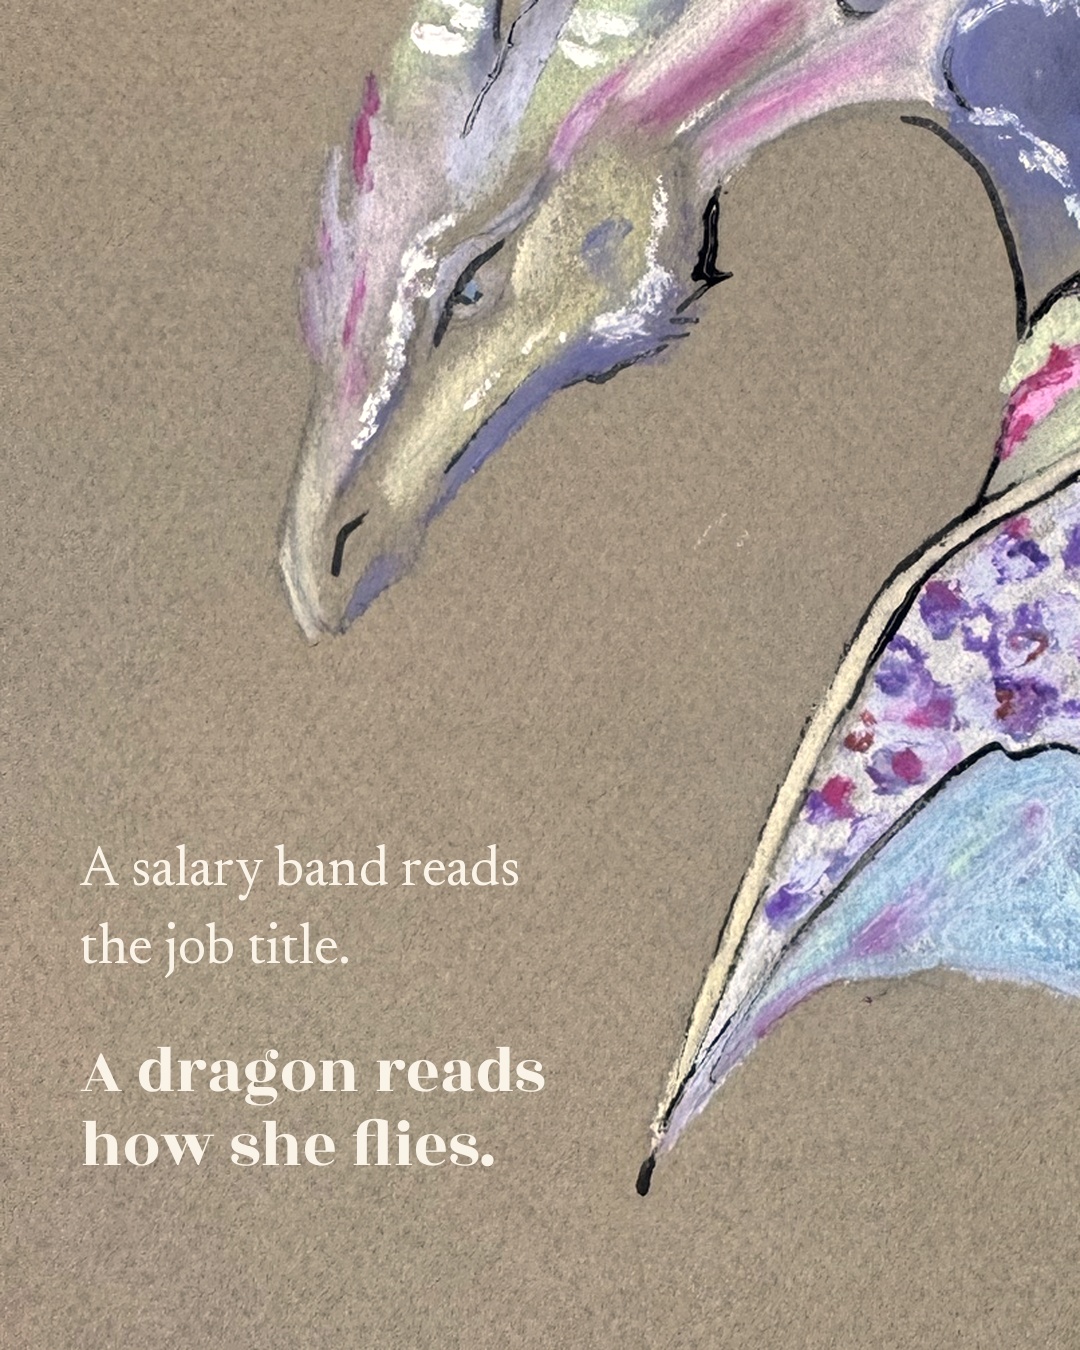 A salary band reads
the job title.
A dragon reads
how she flies.